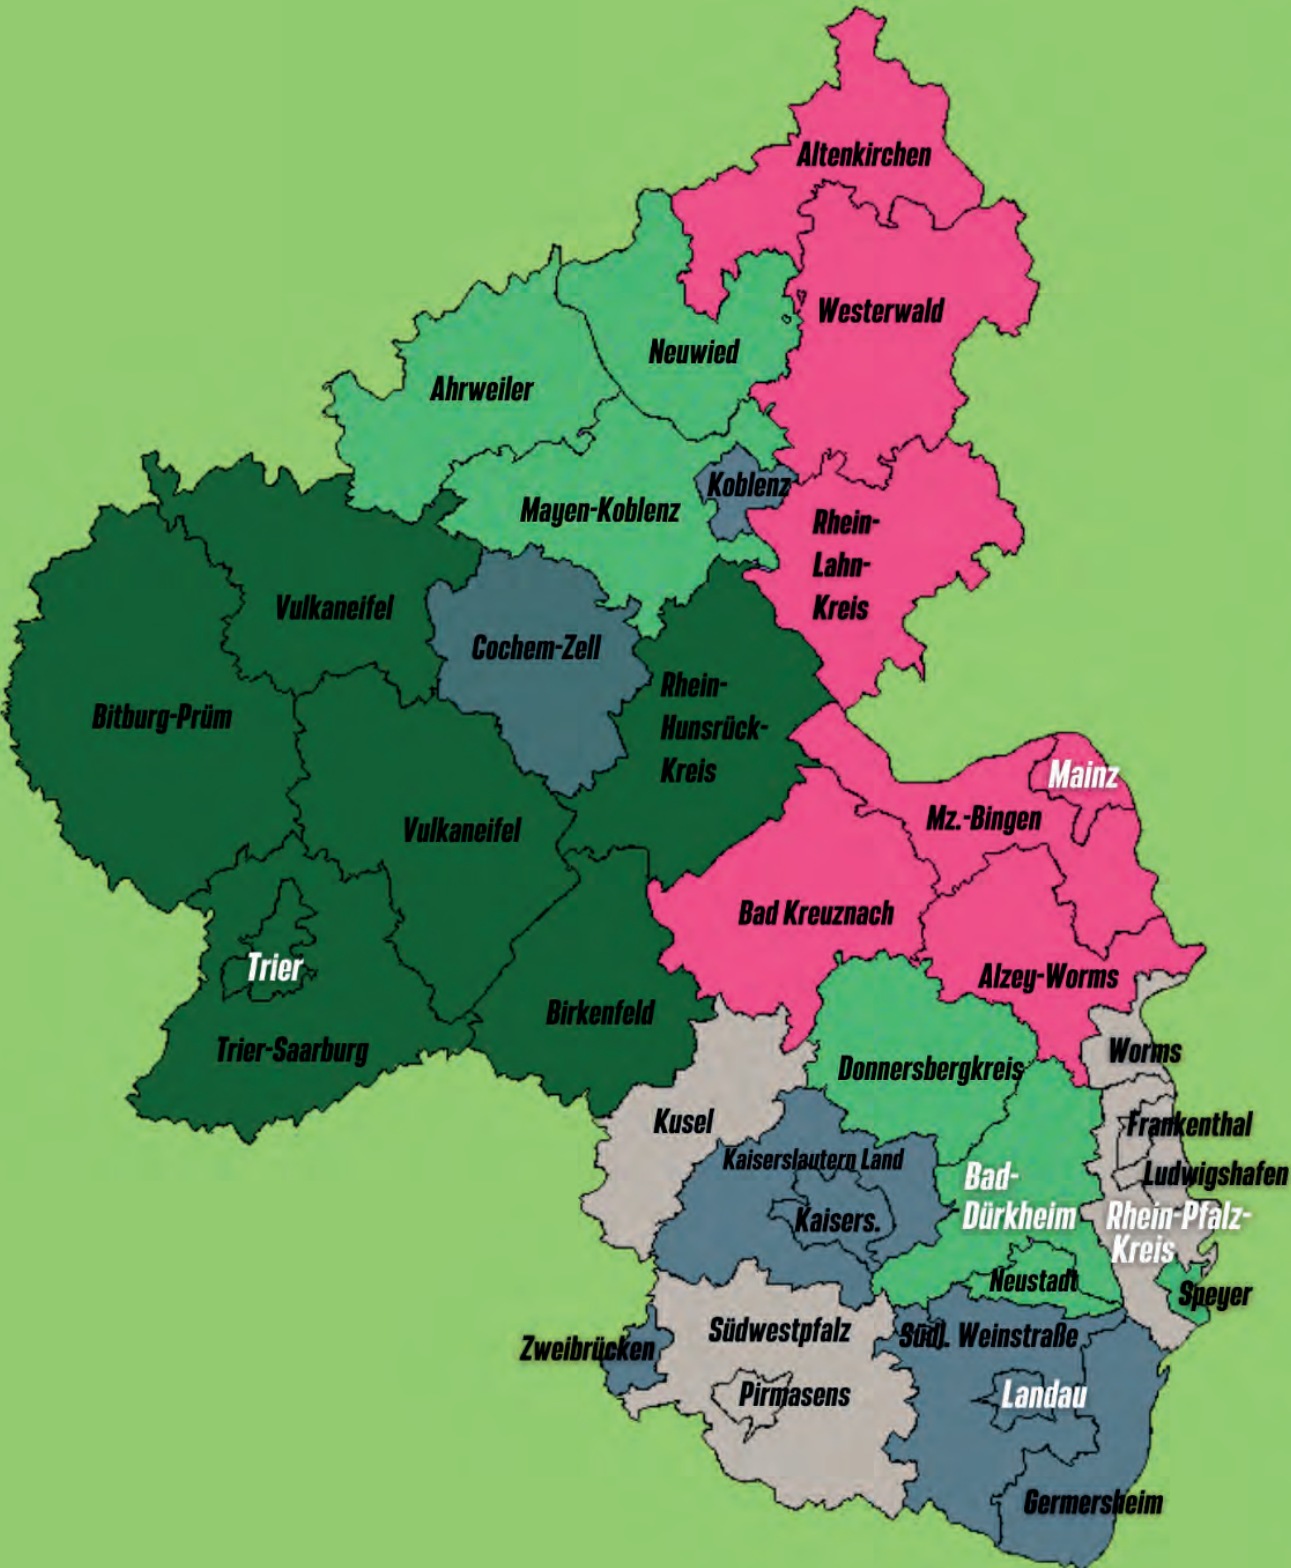 Altenkirchen
Westerwald
Neuwied
Ahrweiler
Koblenz
Mayen-Koblenz
Rhein-
Lahn-
Kreis
Vulkaneifel
Cochem-Zell
Rhein-
Hunsrück-
Kreis
Bitburg-Prüm
Mainz
Mz.-Bingen
Vulkaneifel
Bad Kreuznach
Trier
Alzey-Worms
Birkenfeld
Trier-Saarburg
Worms
Donnersbergkreis
Kusel
Frankenthal
Kaiserslautern Land
Ludwigshafen
Bad-
Dürkheim
Kaisers.
Rhein-Pfalz-
Kreis
Neustadt
Speyer
Südwestpfalz
Südl. Weinstraße
Zweibrücken
Pirmasens
Landau
Germersheim